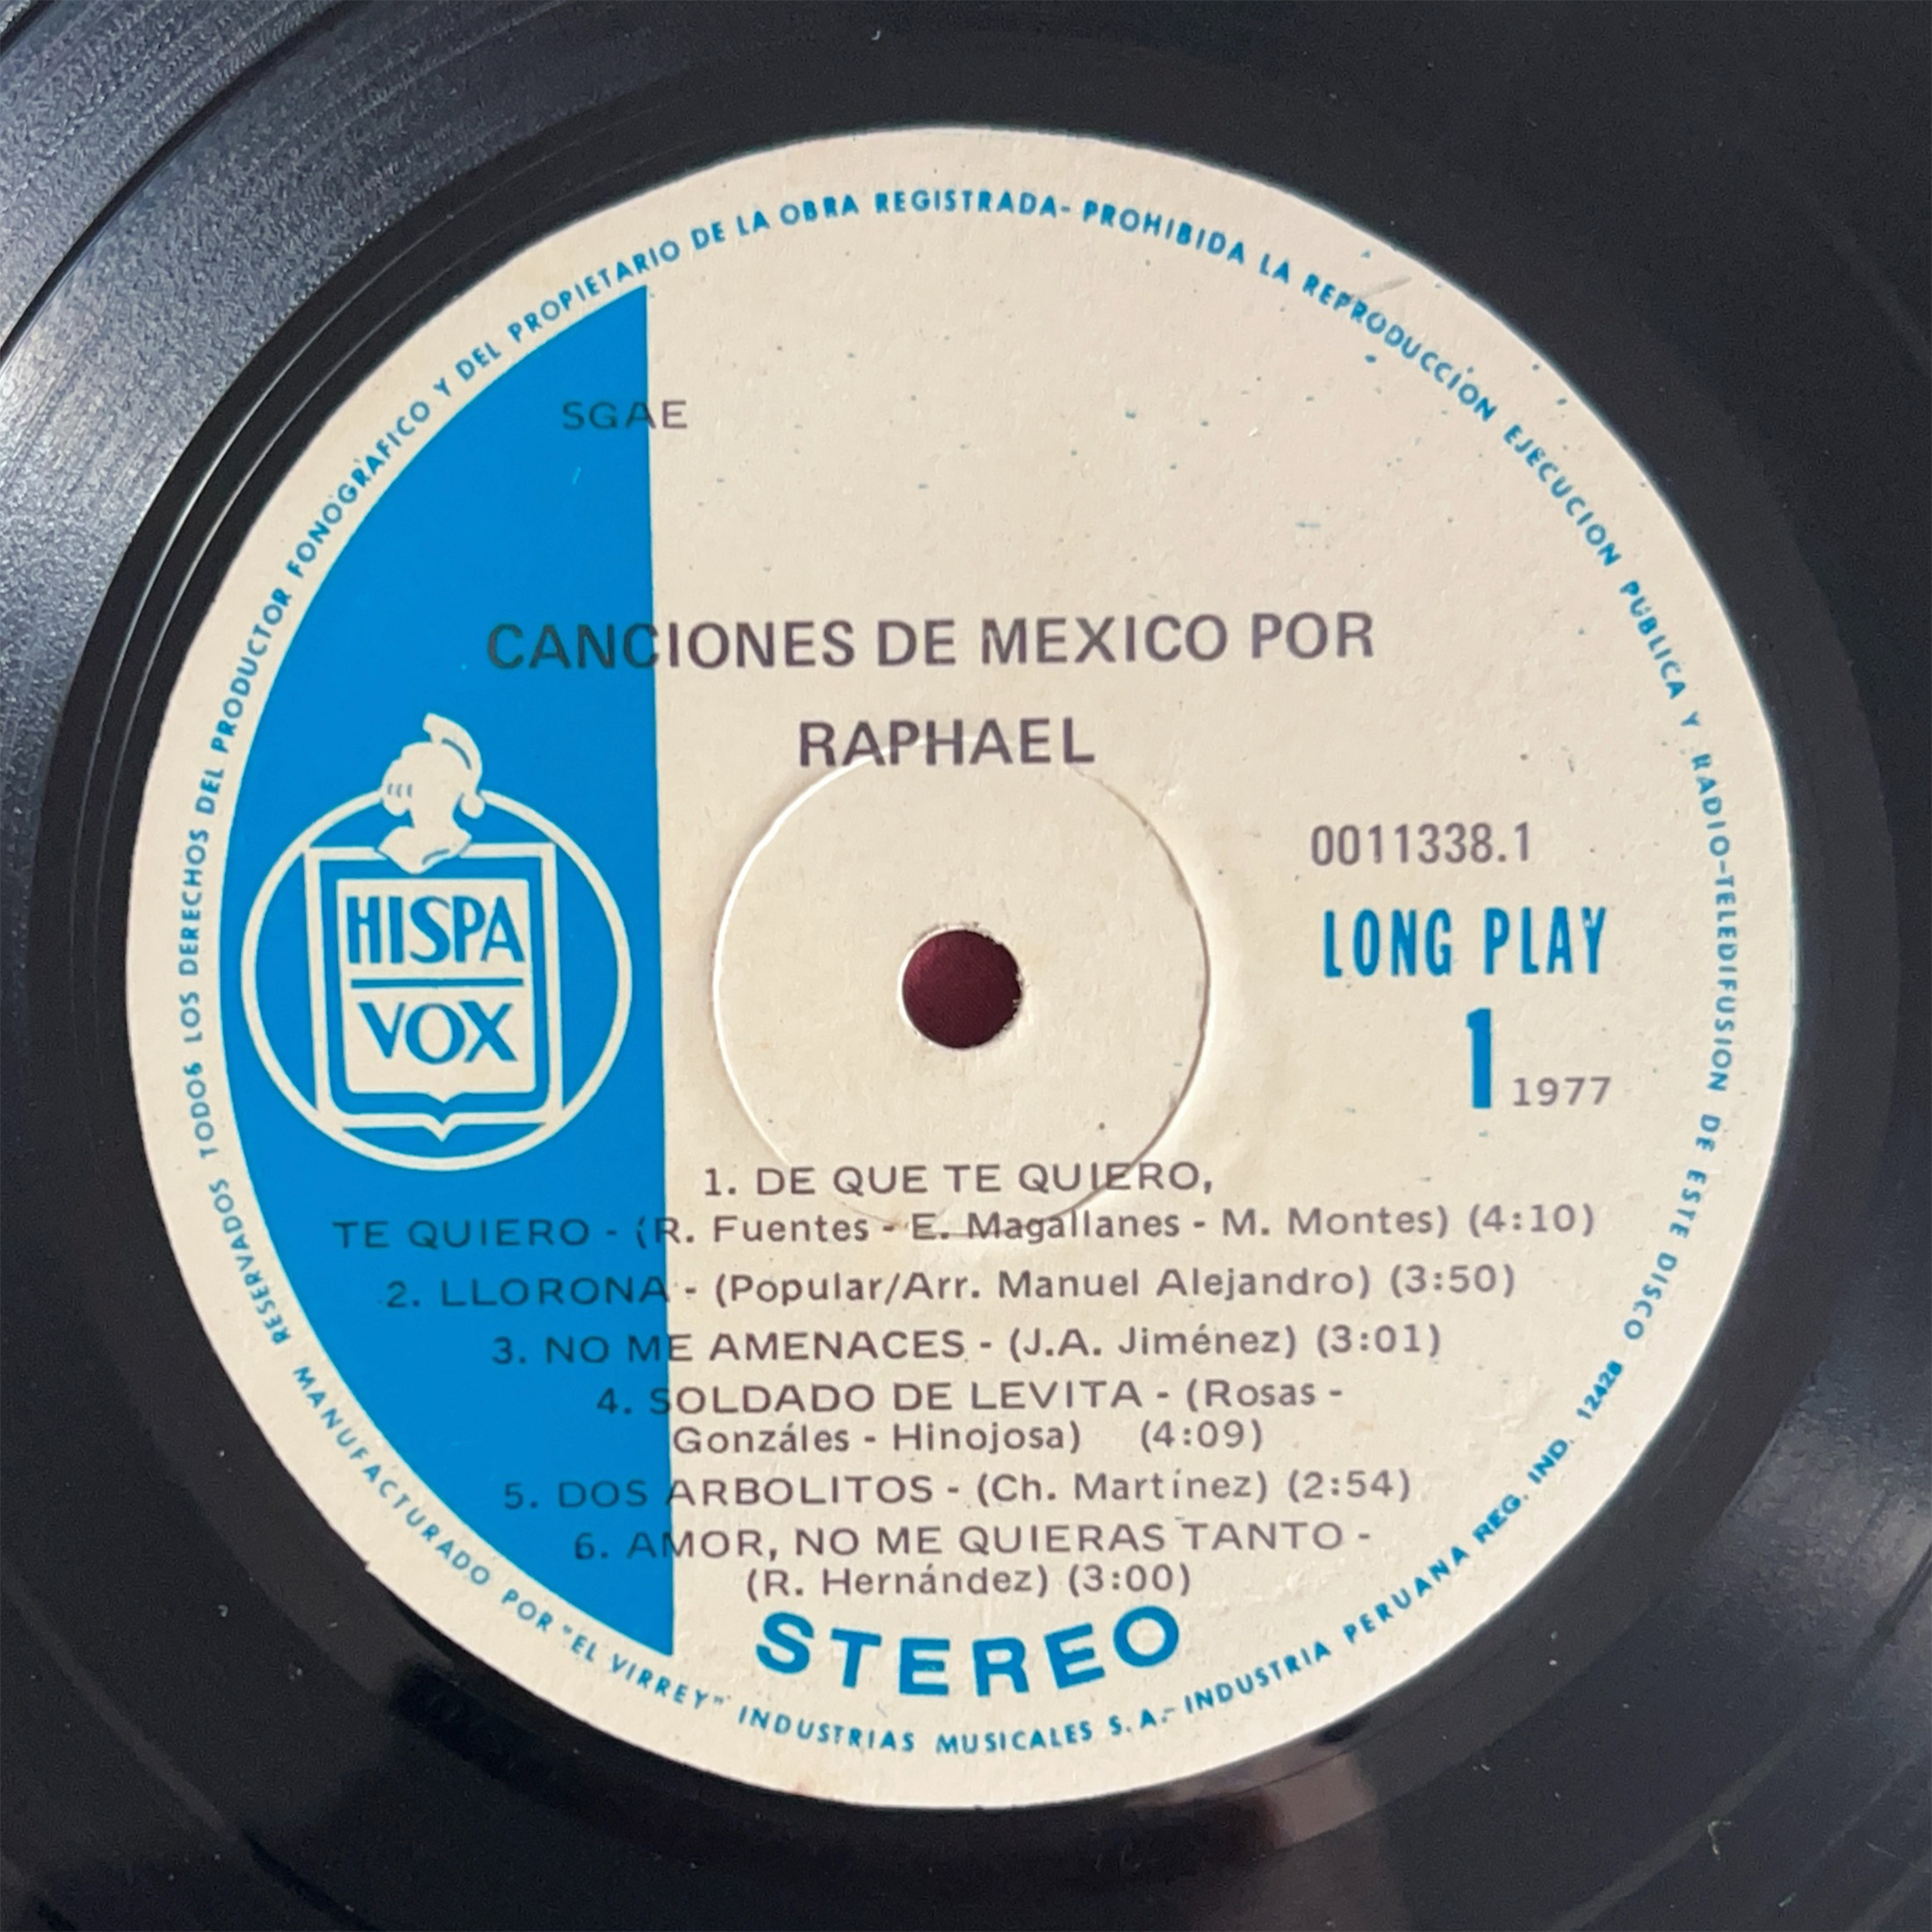 TODOS LOS DERECHOS DEL PRODUCTOR FONOGRAFICO Y DEL PROPIETARIO DE LA OBRA REGISTRADA- PROHIBIDA LA REPRODUCCION EJECUCION PUBLICA Y RADIO-TELEDIFUSION DE ESTE DISCO
RESERVADOS
SGAE
CANCIONES DE MEXICO POR
RAPHAEL
HISPA
VOX
0011338.1
LONG PLAY
1 1977
1. DE QUE TE QUIERO,
TE QUIERO - (R. Fuentes - E. Magallanes - M. Montes) (4:10)
2. LLORONA - (Popular/Arr. Manuel Alejandro) (3:50)
3. NO ME AMENACES - (J.A. Jiménez) (3:01)
4. SOLDADO DE LEVITA - (Rosas -
Gonzáles - Hinojosa) (4:09)
5. DOS ARBOLITOS - (Ch. Martínez) (2:54)
6. AMOR, NO ME QUIERAS TANTO -
(R. Hernández) (3:00)
STEREO
MANUFACTURADO POR "EL VIRREY" INDUSTRIAS MUSICALES S.A.- INDUSTRIA PERUANA REG. IND. 12428